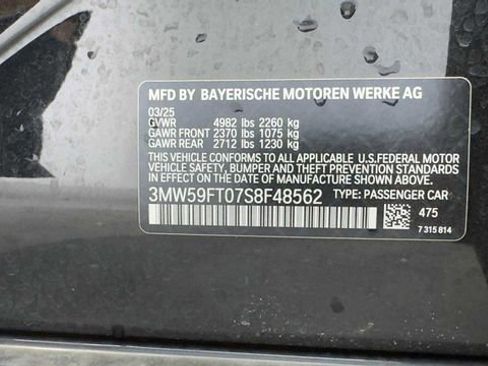 MFD BY BAYERISCHE MOTOREN WERKE AG
03/25
GVWR 4982 lbs 2260 kg
GAWR FRONT 2370 lbs 1075 kg
GAWR REAR 2712 lbs 1230 kg
THIS VEHICLE CONFORMS TO ALL APPLICABLE U.S. FEDERAL MOTOR
VEHICLE SAFETY, BUMPER AND THEFT PREVENTION STANDARDS
IN EFFECT ON THE DATE OF MANUFACTURE SHOWN ABOVE.
3MW59FT07S8F48562 TYPE: PASSENGER CAR
475
7 315 814